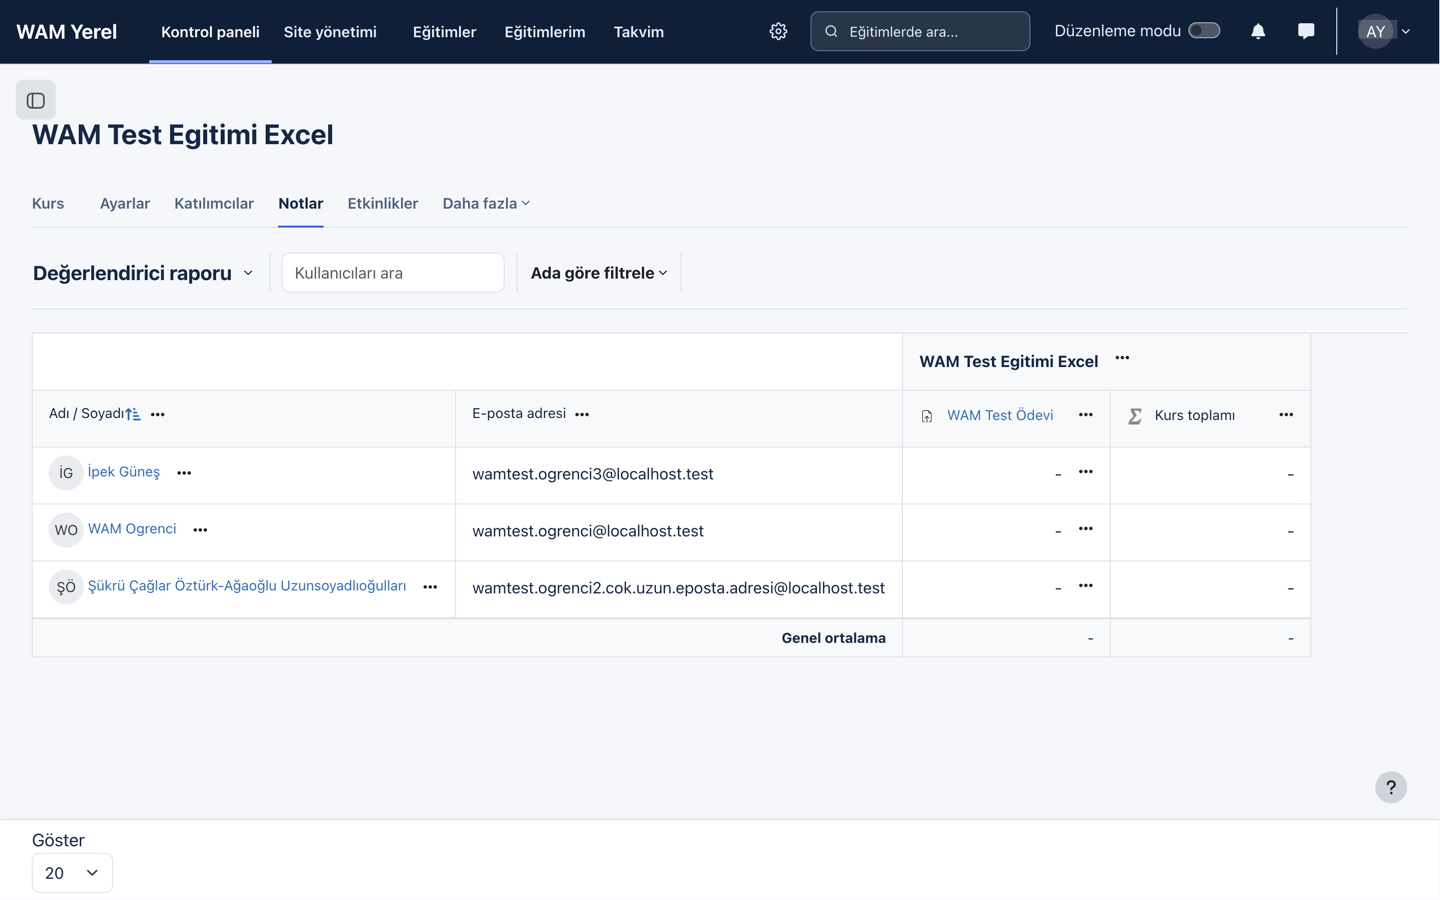 WAM Yerel Kontrol paneli Site yönetimi Eğitimler Eğitimlerim Takvim Eğitimlerde ara... Düzenleme modu AY
WAM Test Egitimi Excel
Kurs Ayarlar Katılımcılar Notlar Etkinlikler Daha fazla
Değerlendirici raporu Kullanıcıları ara Ada göre filtrele
WAM Test Egitimi Excel
Adı / Soyadı E-posta adresi WAM Test Ödevi Kurs toplamı
İG İpek Güneş wamtest.ogrenci3@localhost.test - -
WO WAM Ogrenci wamtest.ogrenci@localhost.test - -
ŞÖ Şükrü Çağlar Öztürk-Ağaoğlu Uzunsoyadlıoğulları wamtest.ogrenci2.cok.uzun.eposta.adresi@localhost.test - -
Genel ortalama - -
?
Göster
20